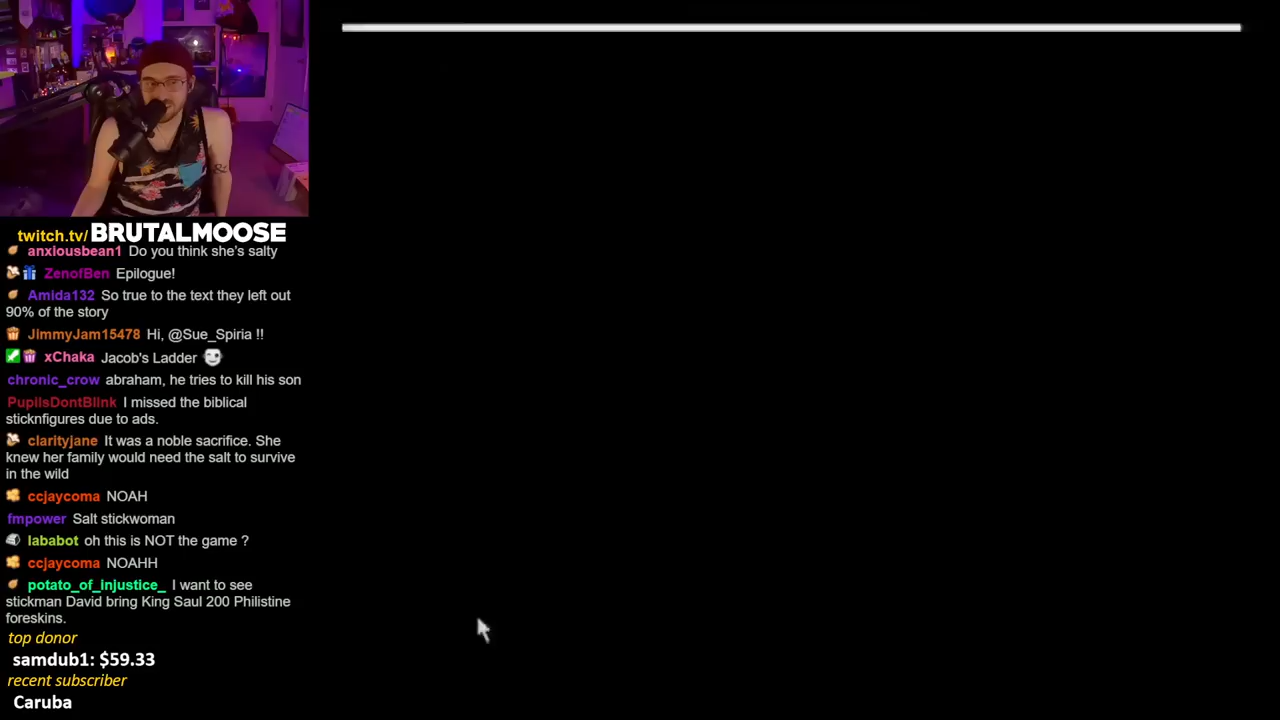 twitch.tv/BRUTALMOOSE
anxiousbean1 Do you think she's salty
ZenofBen Epilogue!
Amida132 So true to the text they left out
90% of the story
JimmyJam15478 Hi, @Sue_Spiria !!
xChaka Jacob's Ladder
chronic_crow abraham, he tries to kill his son
PupilsDontBlink I missed the biblical
sticknfigures due to ads.
clarityjane It was a noble sacrifice. She
knew her family would need the salt to survive
in the wild
ccjaycoma NOAH
fmpower Salt stickwoman
lababot oh this is NOT the game ?
ccjaycoma NOAHH
potato_of_injustice_ I want to see
stickman David bring King Saul 200 Philistine
foreskins.
top donor
samdub1: $59.33
recent subscriber
Caruba